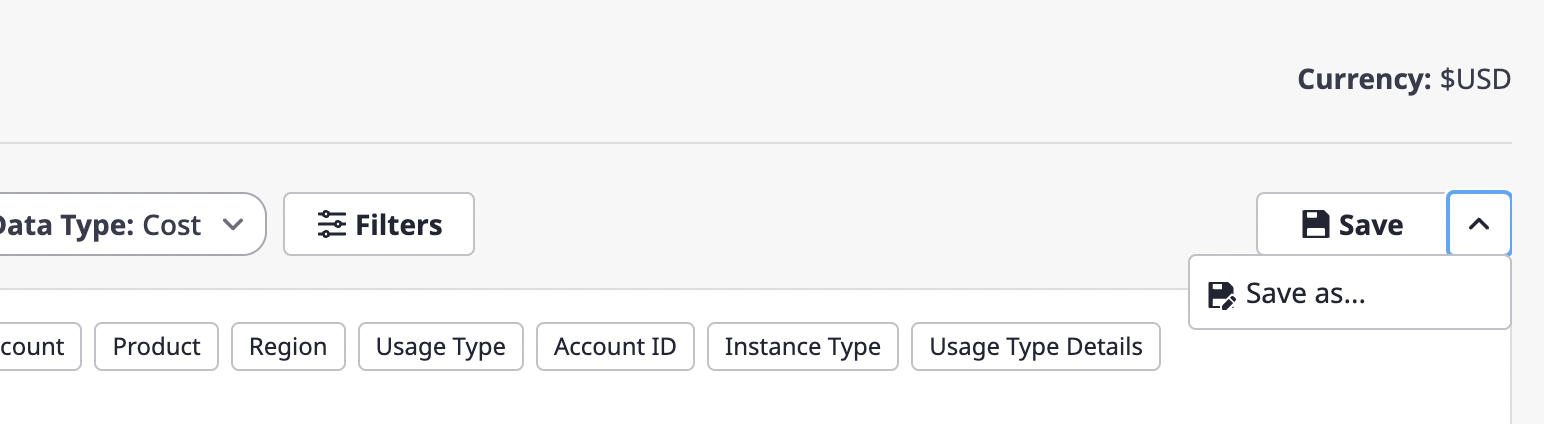 Currency: $USD
Data Type: Cost
Filters
Save
Save as...
count
Product
Region
Usage Type
Account ID
Instance Type
Usage Type Details